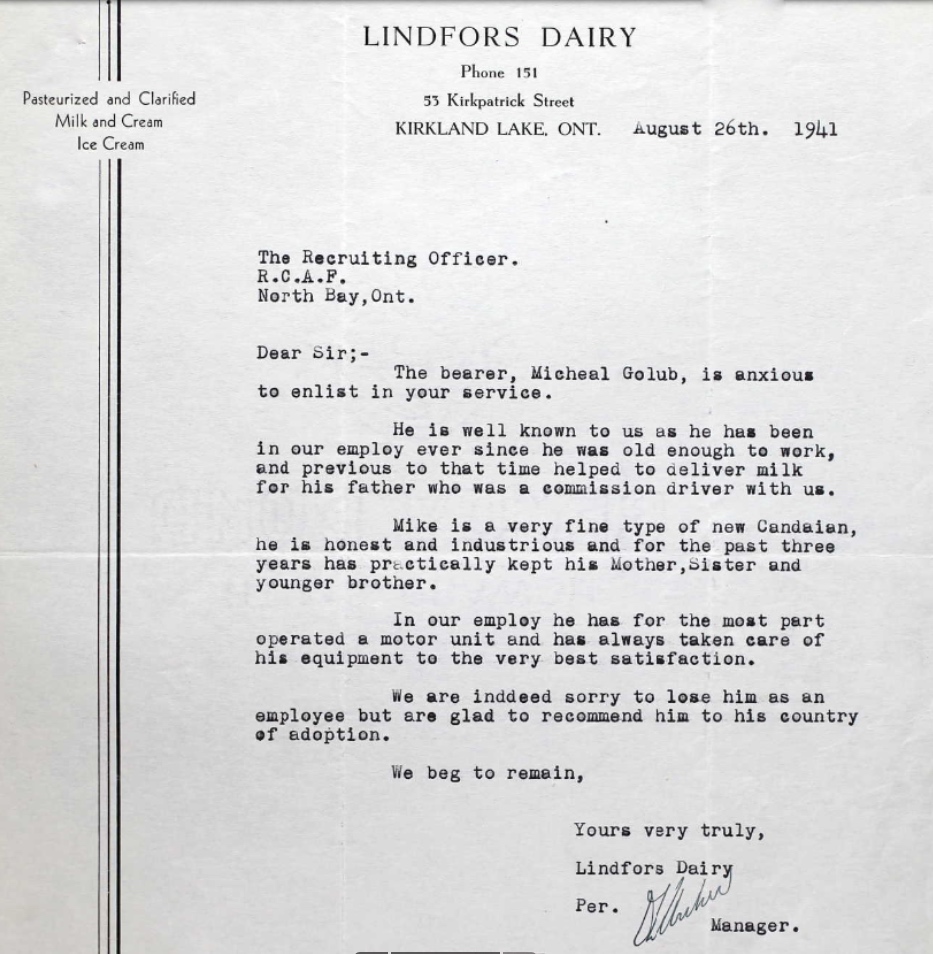 LINDFORS DAIRY
Phone 151
53 Kirkpatrick Street
KIRKLAND LAKE, ONT. August 26th. 1941
Pasteurized and Clarified
Milk and Cream
Ice Cream
The Recruiting Officer.
R.C.A.F.
North Bay,Ont.
Dear Sir;-
The bearer, Micheal Golub, is anxious
to enlist in your service.
He is well known to us as he has been
in our employ ever since he was old enough to work,
and previous to that time helped to deliver milk
for his father who was a commission driver with us.
Mike is a very fine type of new Candaian,
he is honest and industrious and for the past three
years has practically kept his Mother,Sister and
younger brother.
In our employ he has for the most part
operated a motor unit and has always taken care of
his equipment to the very best satisfaction.
We are inddeed sorry to lose him as an
employee but are glad to recommend him to his country
of adoption.
We beg to remain,
Yours very truly,
Lindfors Dairy
Per.
Manager.